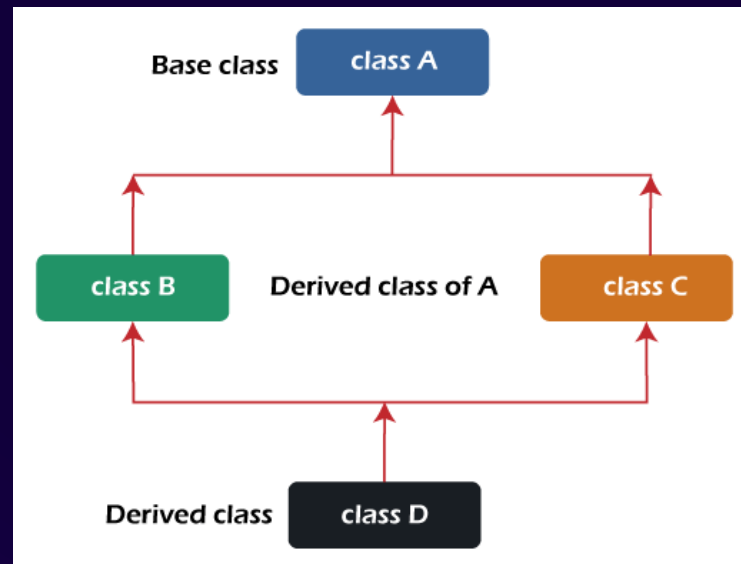 Base class
class A
class B
Derived class of A
class C
Derived class
class D